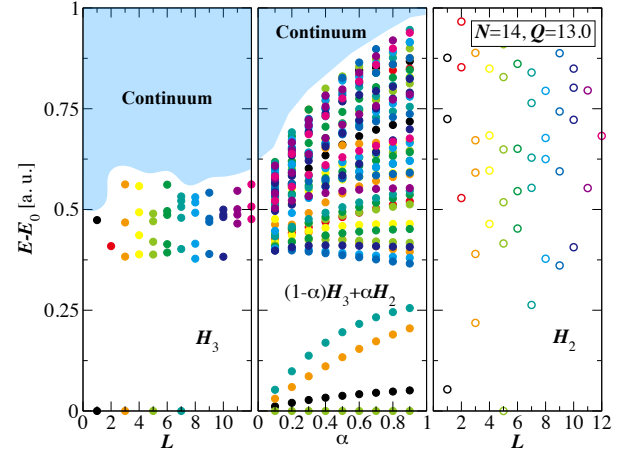 1
0.75
0.5
0.25
0
E-E0 [a. u.]
Continuum
H3
0 2 4 6 8 10
L
Continuum
(1-α)H3+αH2
0 0.2 0.4 0.6 0.8 1
α
N=14, Q=13.0
H2
2 4 6 8 10 12
L